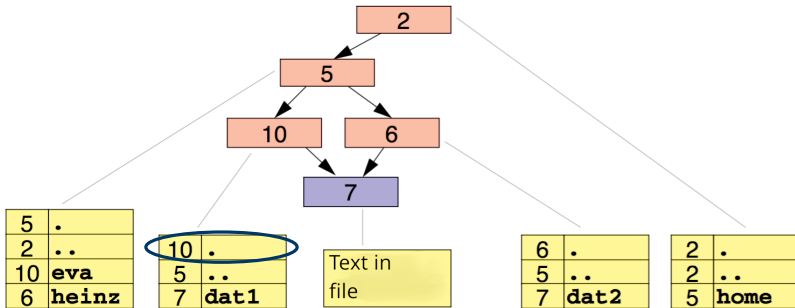 2
5
10 6
7
5 .
2 ..
10 eva
6 heinz
10 .
5 ..
7 dat1
Text in
file
6 .
5 ..
7 dat2
2 .
2 ..
5 home